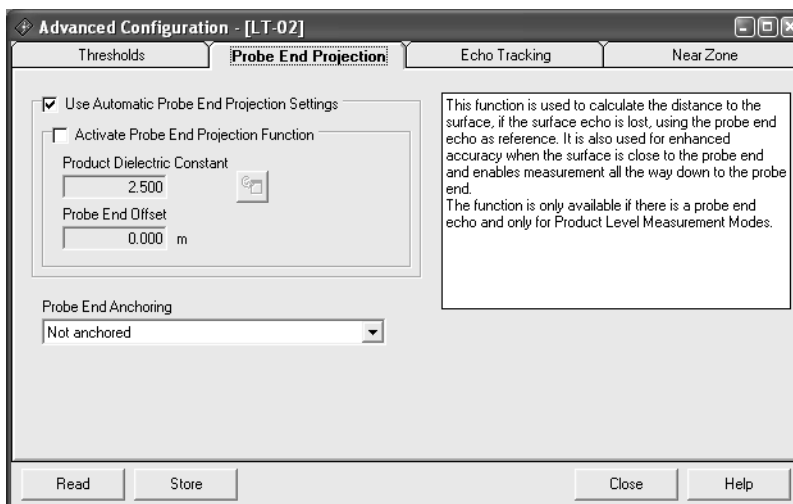 Advanced Configuration - [LT-02]
Thresholds
Probe End Projection
Echo Tracking
Near Zone
Use Automatic Probe End Projection Settings
Activate Probe End Projection Function
Product Dielectric Constant
2.500
Probe End Offset
0.000 m
Probe End Anchoring
Not anchored
This function is used to calculate the distance to the
surface, if the surface echo is lost, using the probe end
echo as reference. It is also used for enhanced
accuracy when the surface is close to the probe end
and enables measurement all the way down to the probe
end.
The function is only available if there is a probe end
echo and only for Product Level Measurement Modes.
Read
Store
Close
Help